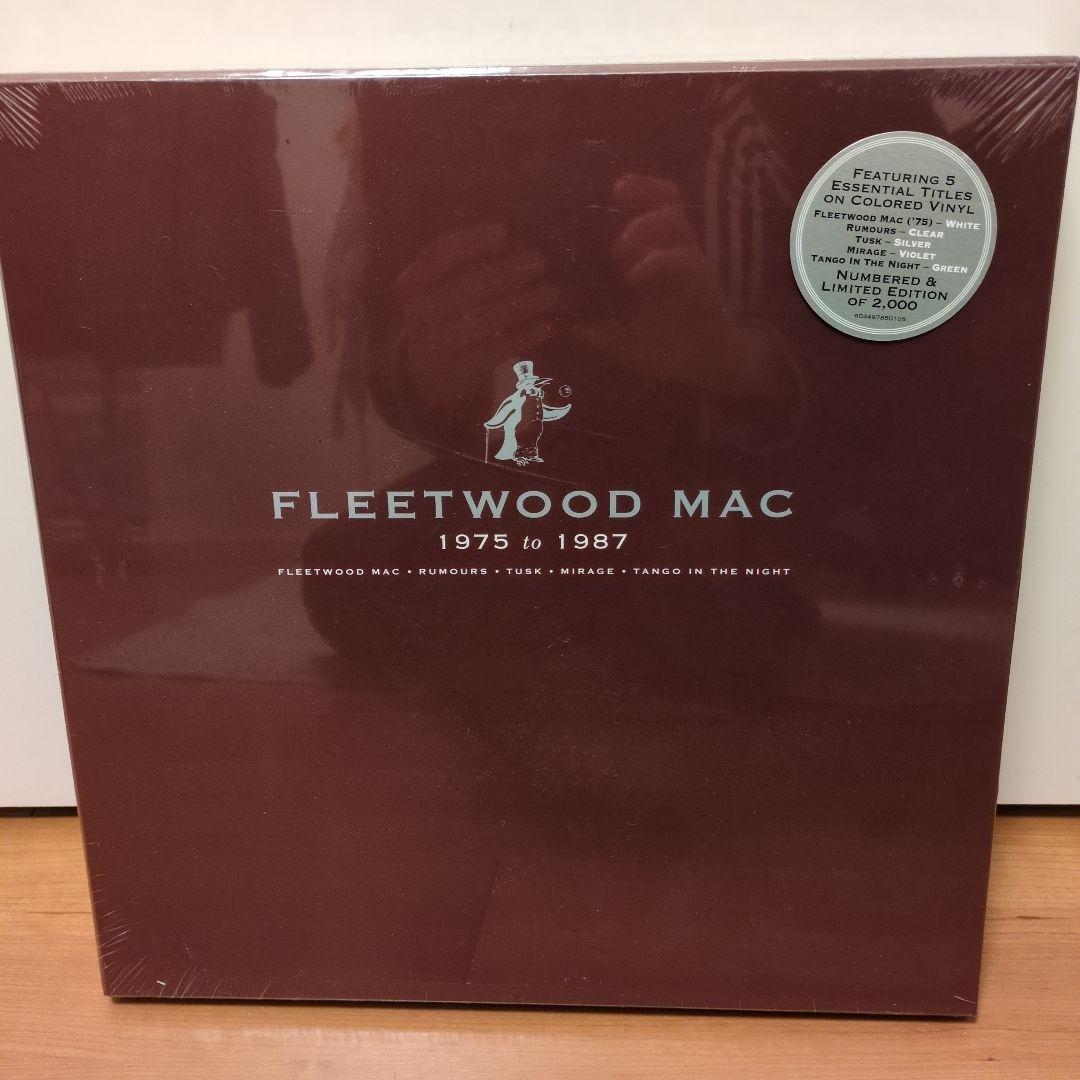 FEATURING 5
ESSENTIAL TITLES
ON COLORED VINYL
FLEETWOOD MAC ('75) – WHITE
RUMOURS – CLEAR
TUSK – SILVER
MIRAGE – VIOLET
TANGO IN THE NIGHT – GREEN
NUMBERED &
LIMITED EDITION
OF 2,000
603497850105
FLEETWOOD MAC
1975 to 1987
FLEETWOOD MAC • RUMOURS • TUSK • MIRAGE • TANGO IN THE NIGHT